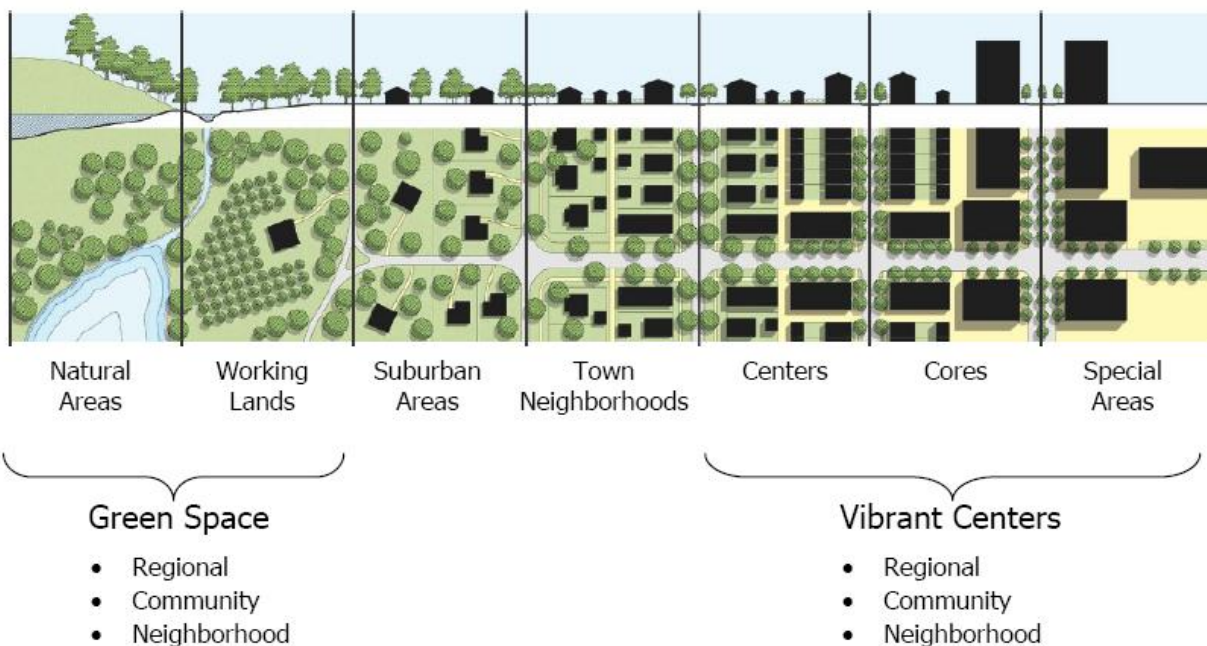 Natural Areas
Working Lands
Suburban Areas
Town Neighborhoods
Centers
Cores
Special Areas
Green Space
• Regional
• Community
• Neighborhood
Vibrant Centers
• Regional
• Community
• Neighborhood